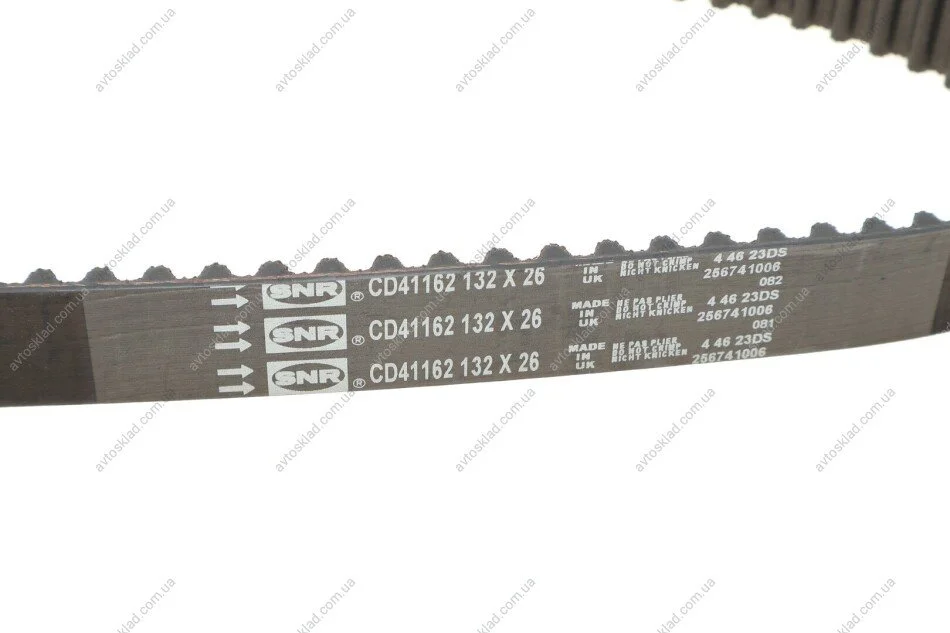 SNR ® CD41162 132 X 26 IN UK DO NOT CRIMP NICHT KNICKEN 4 46 23DS 256741006
082
SNR ® CD41162 132 X 26 MADE IN UK NE PAS PLIER DO NOT CRIMP NICHT KNICKEN 4 46 23DS 256741006
081
SNR ® CD41162 132 X 26 MADE IN UK NE PAS PLIER DO NOT CRIMP NICHT KNICKEN 4 46 23DS 256741006
avtosklad.com.ua